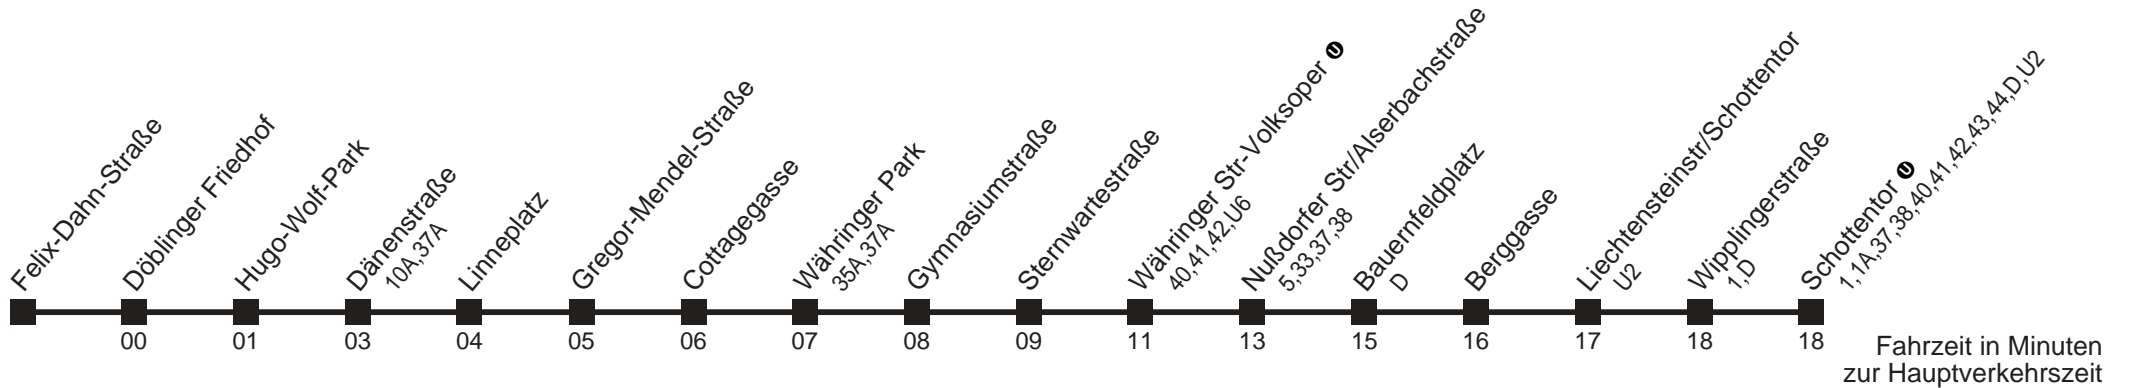 Felix-Dahn-Straße
Döblinger Friedhof
Hugo-Wolf-Park
Dänenstraße
10A,37A
Linneplatz
Gregor-Mendel-Straße
Cottagegasse
Währinger Park
35A,37A
Gymnasiumstraße
Sternwartestraße
Währinger Str-Volksoper U
40,41,42,U6
Nußdorfer Str/Alserbachstraße
5,33,37,38
Bauernfeldplatz
D
Berggasse
Liechtensteinstr/Schottentor
U2
Wipplingerstraße
1,D
Schottentor U
1,1A,37,38,40,41,42,43,44,D,U2
00 01 03 04 05 06 07 08 09 11 13 15 16 17 18 18
Fahrzeit in Minuten
zur Hauptverkehrszeit